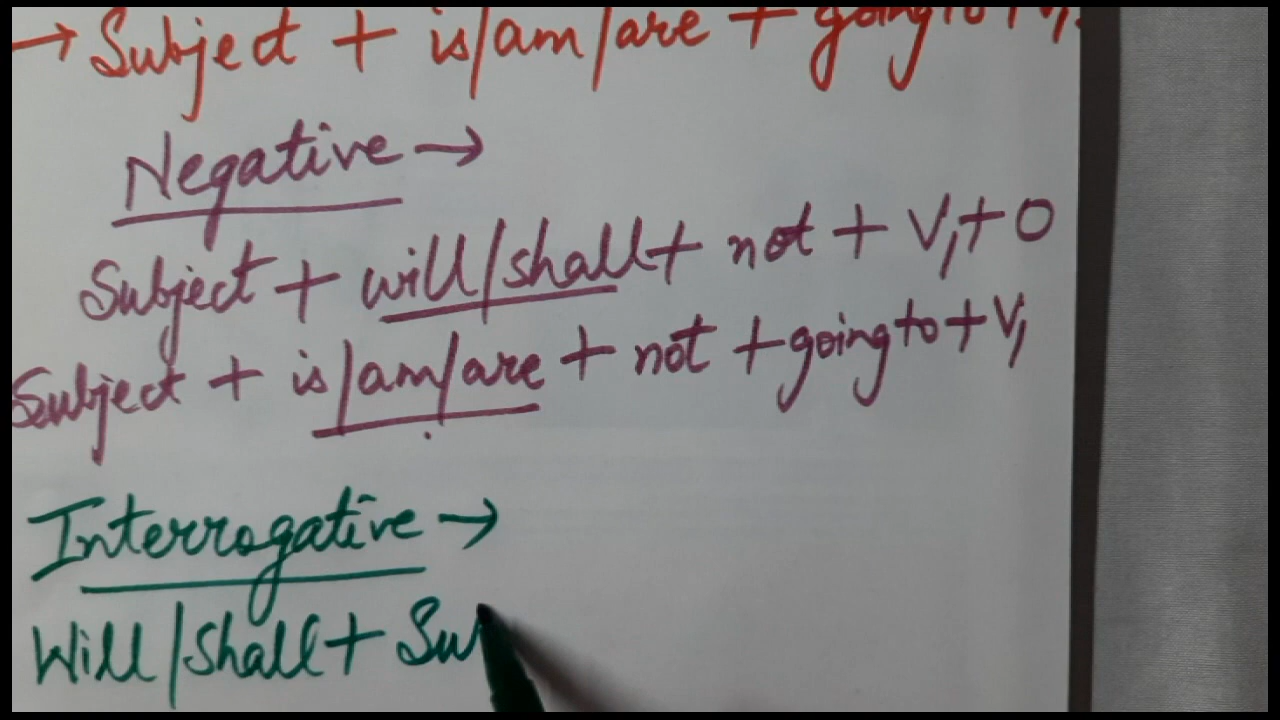 → Subject + is/am/are + going to + V₁
Negative →
Subject + will/shall + not + V₁ + O
Subject + is/am/are + not + going to + V₁
Interrogative →
Will/Shall + Su